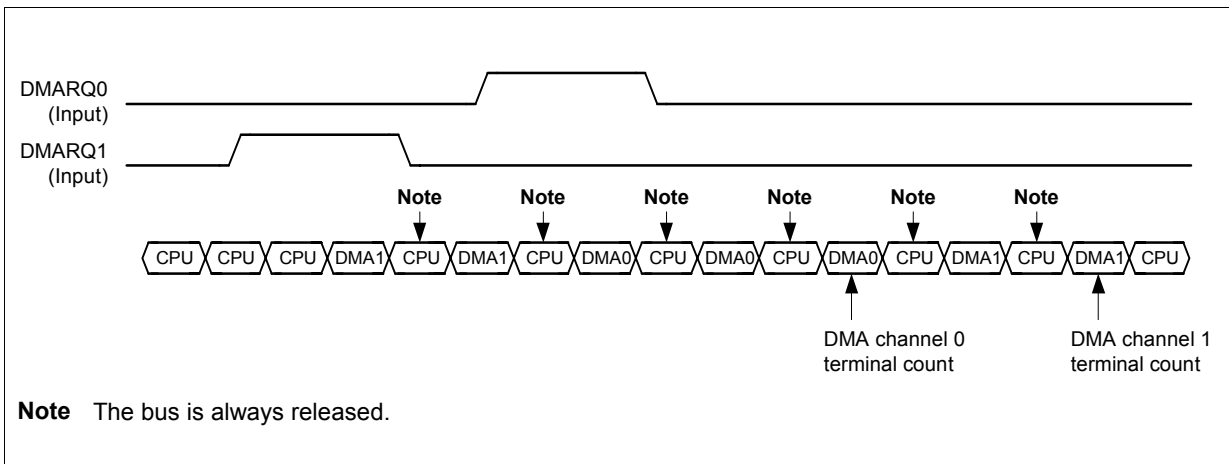 DMARQ0
(Input)
DMARQ1
(Input)
Note Note Note Note Note Note
CPU CPU CPU DMA1 CPU DMA1 CPU DMA0 CPU DMA0 CPU DMA0 CPU DMA1 CPU DMA1 CPU
DMA channel 0 DMA channel 1
terminal count terminal count
Note The bus is always released.